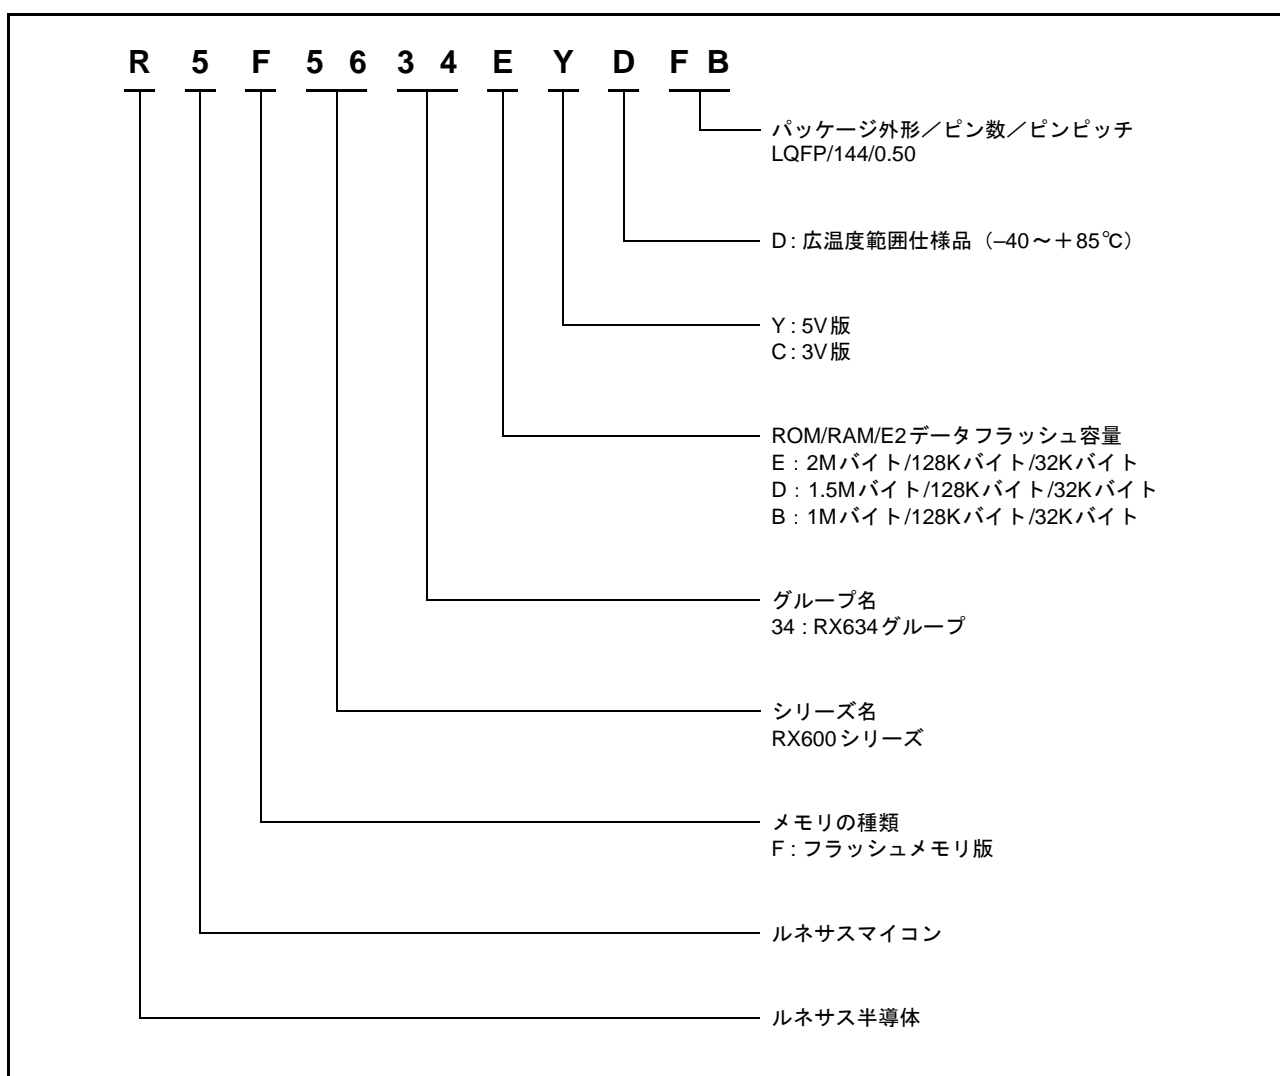 R 5 F 5 6 3 4 E Y D F B
パッケージ外形／ピン数／ピンピッチ
LQFP/144/0.50
D : 広温度範囲仕様品（–40～＋85℃）
Y : 5V版
C : 3V版
ROM/RAM/E2データフラッシュ容量
E : 2Mバイト/128Kバイト/32Kバイト
D : 1.5Mバイト/128Kバイト/32Kバイト
B : 1Mバイト/128Kバイト/32Kバイト
グループ名
34 : RX634グループ
シリーズ名
RX600シリーズ
メモリの種類
F : フラッシュメモリ版
ルネサスマイコン
ルネサス半導体